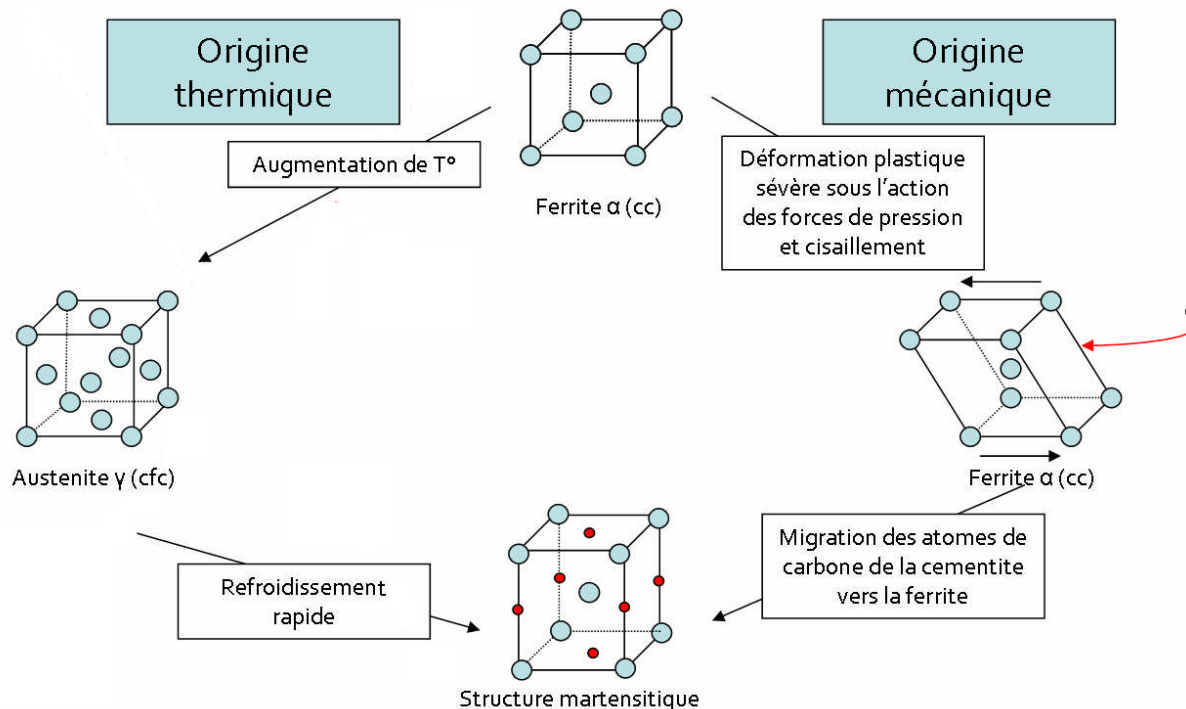 Origine
thermique
Origine
mécanique
Augmentation de T°
Ferrite α (cc)
Déformation plastique
sévère sous l'action
des forces de pression
et cisaillement
Austenite γ (cfc)
Ferrite α (cc)
Refroidissement
rapide
Migration des atomes de
carbone de la cementite
vers la ferrite
Structure martensitique